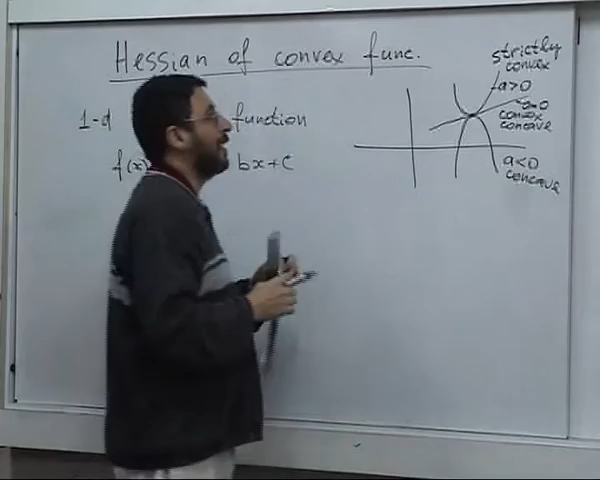 Hessian of convex func.
strictly
convex
a>0
a=0
1-d function
convex
concave
f(x) bx+c
a<0
concave